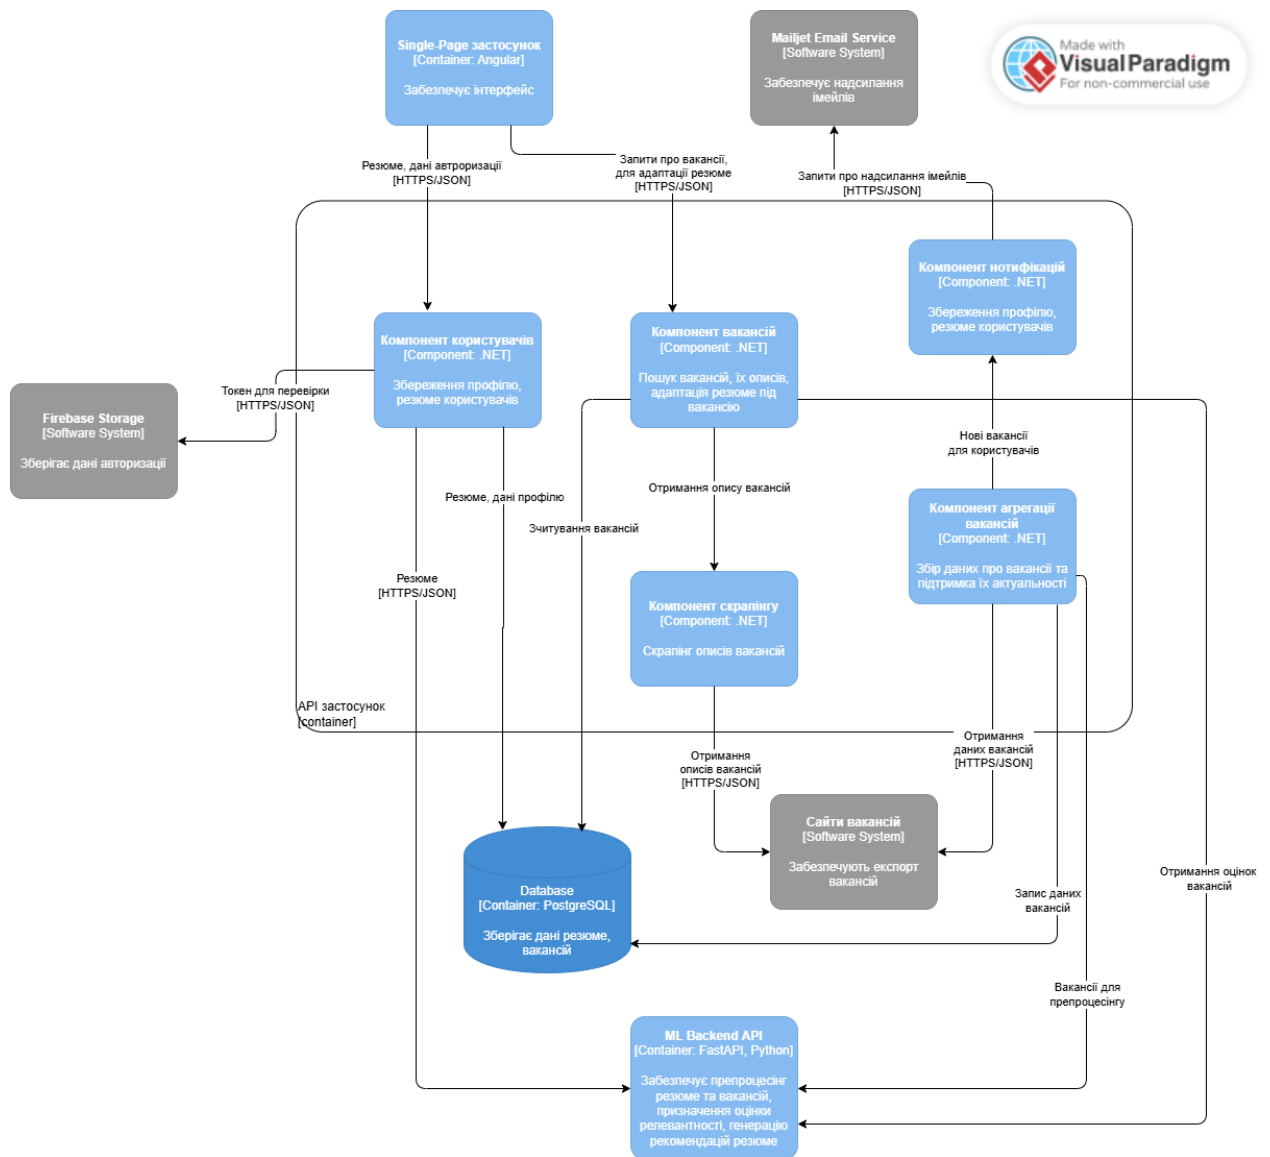 Single-Page застосунок
[Container: Angular]
Забезпечує інтерфейс
Mailjet Email Service
[Software System]
Забезпечує надсилання
імейлів
Made with
Visual Paradigm
For non-commercial use
Резюме, дані автроризації
[HTTPS/JSON]
Запити про вакансії,
для адаптації резюме
[HTTPS/JSON]
Запити про надсилання імейлів
[HTTPS/JSON]
Компонент користувачів
[Component: .NET]
Збереження профілю,
резюме користувачів
Компонент вакансій
[Component: .NET]
Пошук вакансій, їх описів,
адаптація резюме під
вакансію
Компонент нотифікацій
[Component: .NET]
Збереження профілю,
резюме користувачів
Токен для перевірки
[HTTPS/JSON]
Firebase Storage
[Software System]
Зберігає дані авторизації
Нові вакансії
для користувачів
Резюме, дані профілю
Зчитування вакансій
Отримання опису вакансій
Компонент агрегації
вакансій
[Component: .NET]
Збір даних про вакансії та
підтримка їх актуальності
Резюме
[HTTPS/JSON]
Компонент скрапінгу
[Component: .NET]
Скрапінг описів вакансій
API застосунок
[container]
Отримання
описів вакансій
[HTTPS/JSON]
Отримання
даних вакансій
[HTTPS/JSON]
Сайти вакансій
[Software System]
Забезпечують експорт
вакансій
Database
[Container: PostgreSQL]
Зберігає дані резюме,
вакансій
Запис даних
вакансій
Отримання оцінок
вакансій
Вакансії для
препроцесінгу
ML Backend API
[Container: FastAPI, Python]
Забезпечує препроцесінг
резюме та вакансій,
призначення оцінки
релевантності, генерацію
рекомендацій резюме